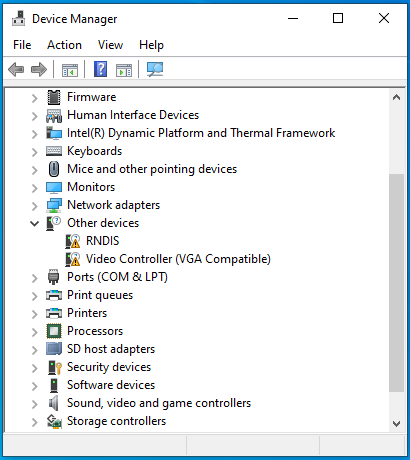 Device Manager
File Action View Help
Firmware
Human Interface Devices
Intel(R) Dynamic Platform and Thermal Framework
Keyboards
Mice and other pointing devices
Monitors
Network adapters
Other devices
RNDIS
Video Controller (VGA Compatible)
Ports (COM & LPT)
Print queues
Printers
Processors
SD host adapters
Security devices
Software devices
Sound, video and game controllers
Storage controllers